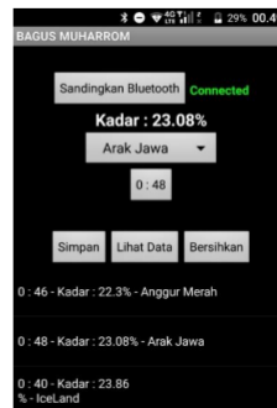 4G
LTE
29% 00.4
BAGUS MUHARROM
Sandingkan Bluetooth Connected
Kadar : 23.08%
Arak Jawa
0 : 48
Simpan Lihat Data Bersihkan
0 : 46 - Kadar : 22.3% - Anggur Merah
0 : 48 - Kadar : 23.08% - Arak Jawa
0 : 40 - Kadar : 23.86
% - IceLand